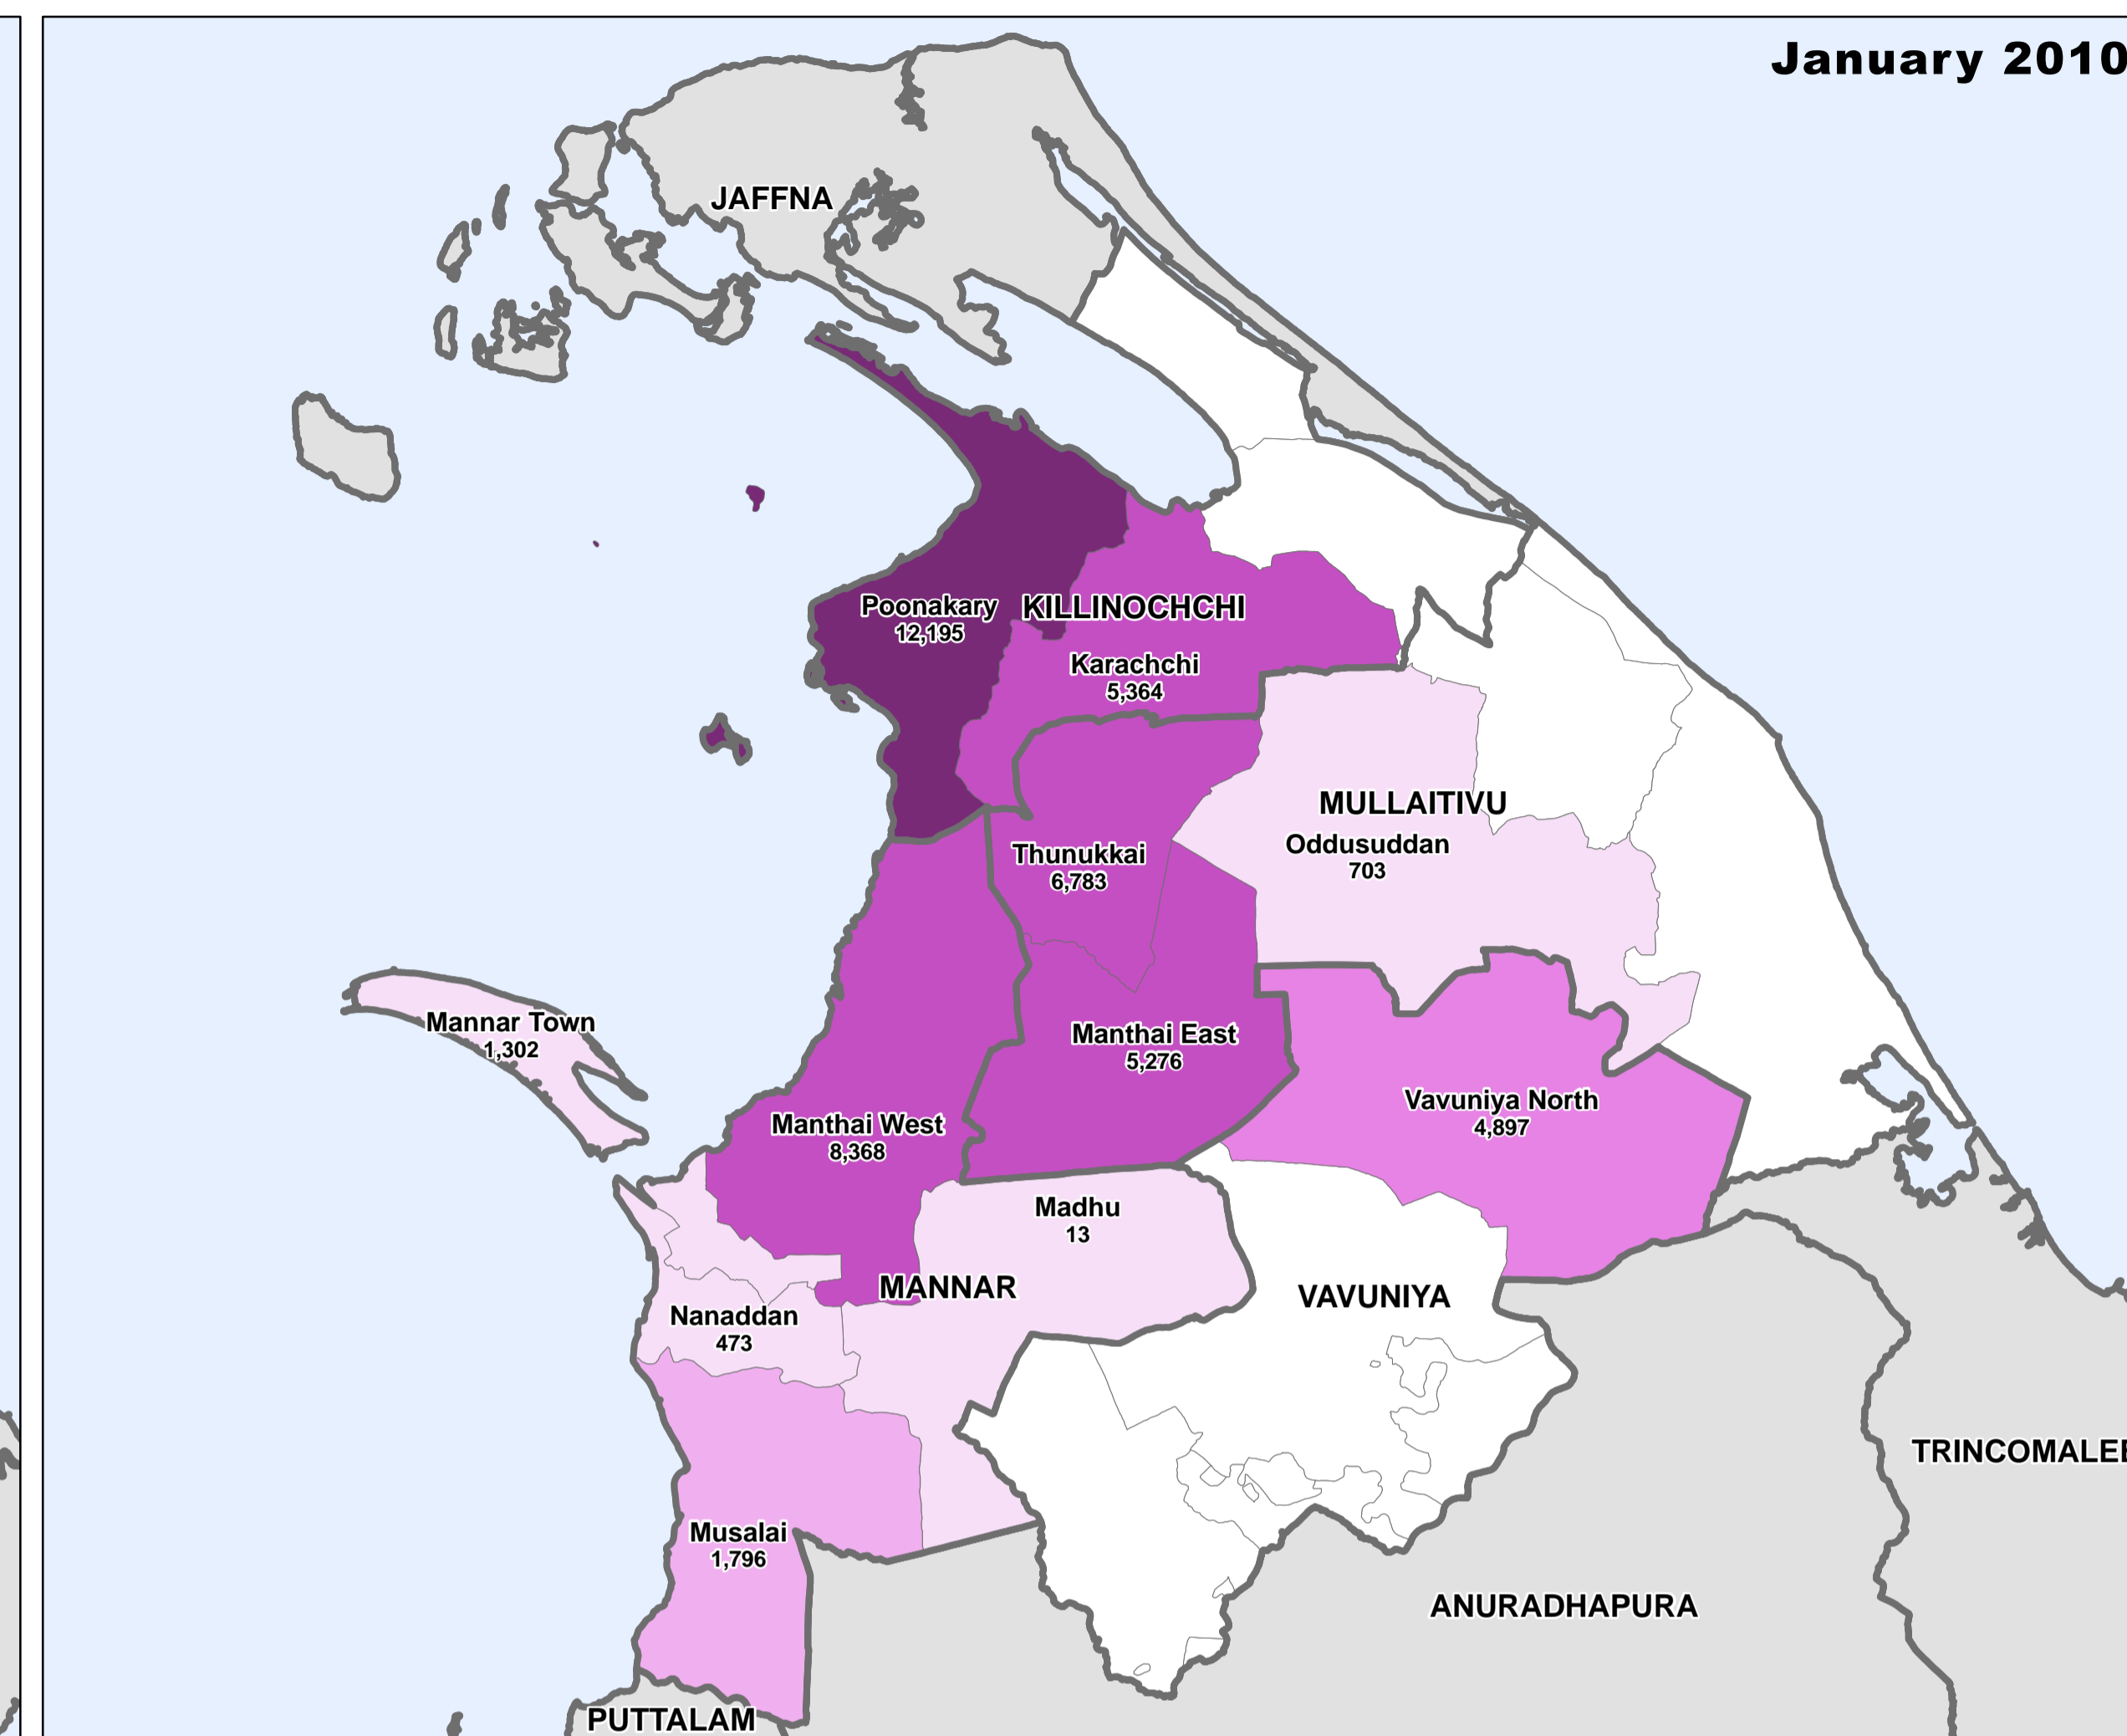 January 2010
JAFFNA
Poonakary
12,195
KILLINOCHCHI
Karachchi
5,364
MULLAITIVU
Oddusuddan
703
Thunukkai
6,783
Mannar Town
1,302
Manthai East
5,276
Vavuniya North
4,897
Manthai West
8,368
Madhu
13
MANNAR
VAVUNIYA
Nanaddan
473
TRINCOMALEE
Musalai
1,796
ANURADHAPURA
PUTTALAM